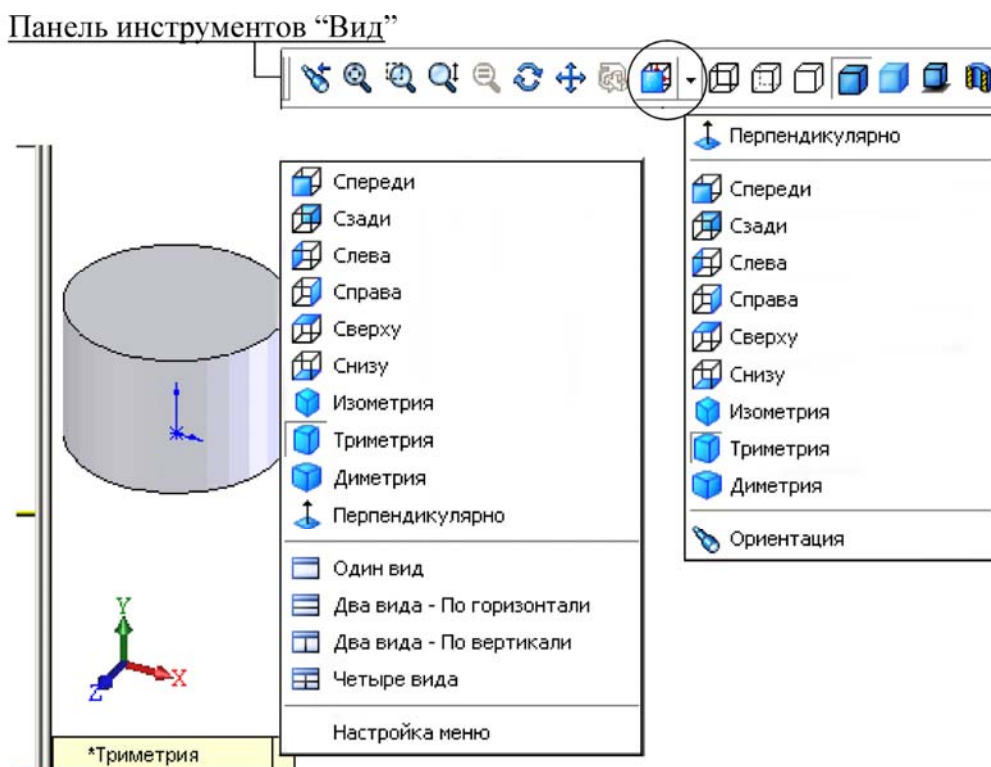 Панель инструментов “Вид”
Спереди
Сзади
Слева
Справа
Сверху
Снизу
Изометрия
Триметрия
Диметрия
Перпендикулярно
Один вид
Два вида - По горизонтали
Два вида - По вертикали
Четыре вида
Настройка меню
Перпендикулярно
Спереди
Сзади
Слева
Справа
Сверху
Снизу
Изометрия
Триметрия
Диметрия
Ориентация
Y
X
Z
*Триметрия